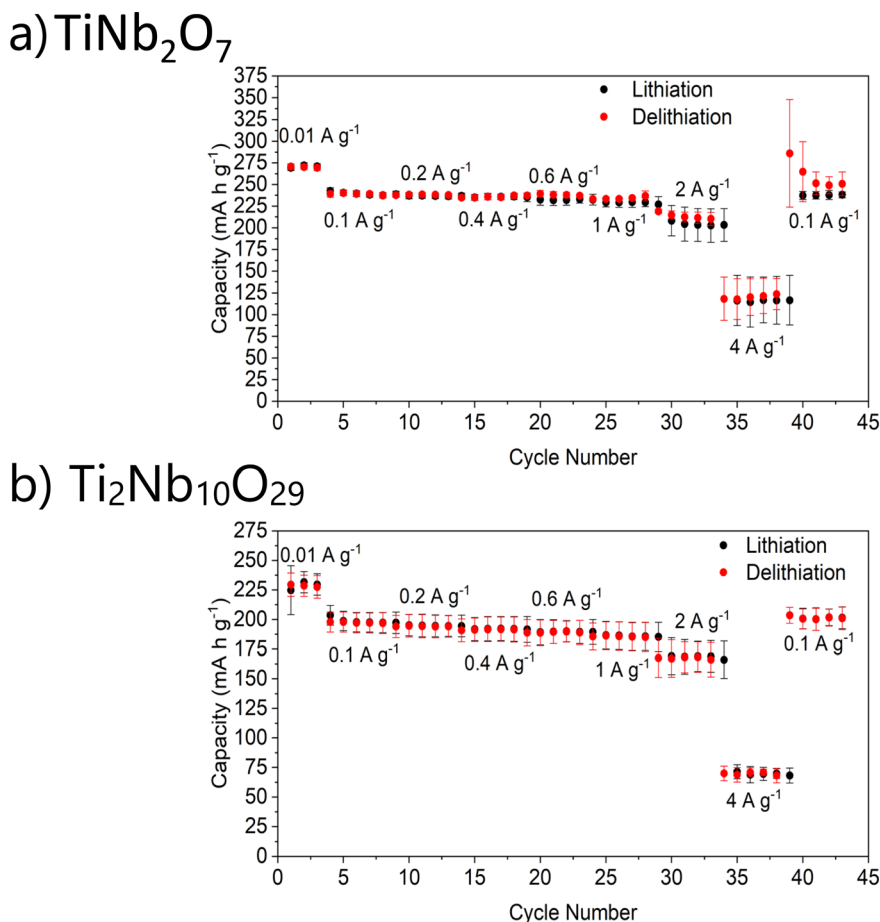 a) TiNb₂O₇
Capacity (mA h g⁻¹)
375
350
325
300
275
250
225
200
175
150
125
100
75
50
25
0
Lithiation
Delithiation
0.01 A g⁻¹
0.2 A g⁻¹
0.6 A g⁻¹
2 A g⁻¹
0.1 A g⁻¹
0.4 A g⁻¹
1 A g⁻¹
0.1 A g⁻¹
4 A g⁻¹
0 5 10 15 20 25 30 35 40 45
Cycle Number
b) Ti₂Nb₁₀O₂₉
Capacity (mA h g⁻¹)
275
250
225
200
175
150
125
100
75
50
25
0
Lithiation
Delithiation
0.01 A g⁻¹
0.2 A g⁻¹
0.6 A g⁻¹
2 A g⁻¹
0.1 A g⁻¹
0.4 A g⁻¹
1 A g⁻¹
0.1 A g⁻¹
4 A g⁻¹
0 5 10 15 20 25 30 35 40 45
Cycle Number